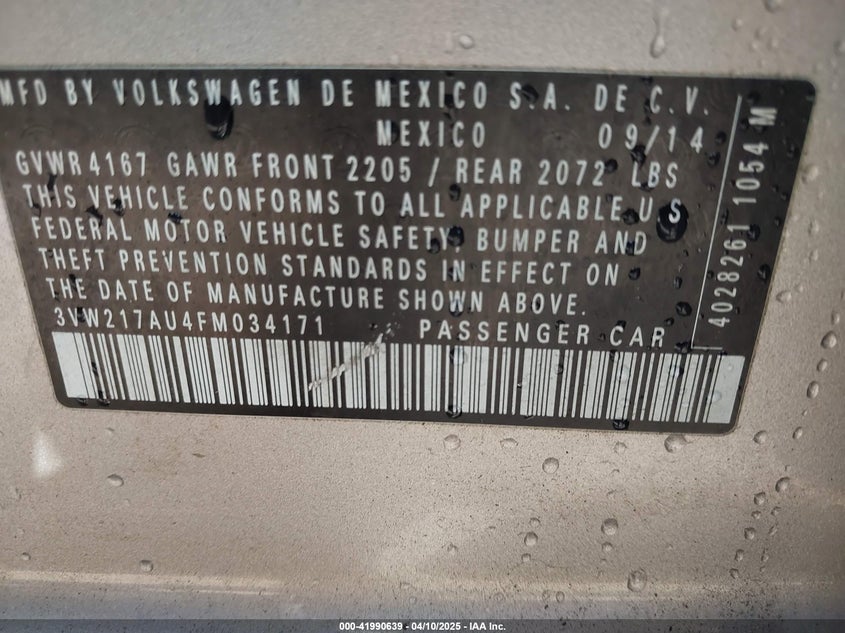 MFD BY VOLKSWAGEN DE MEXICO S.A. DE C.V.
MEXICO 09/14
GVWR 4167 GAWR FRONT 2205 / REAR 2072 LBS
THIS VEHICLE CONFORMS TO ALL APPLICABLE U S
FEDERAL MOTOR VEHICLE SAFETY, BUMPER AND
THEFT PREVENTION STANDARDS IN EFFECT ON
THE DATE OF MANUFACTURE SHOWN ABOVE.
3VW217AU4FM034171 PASSENGER CAR
4028261 1054 M
000-41990639 - 04/10/2025 - IAA Inc.